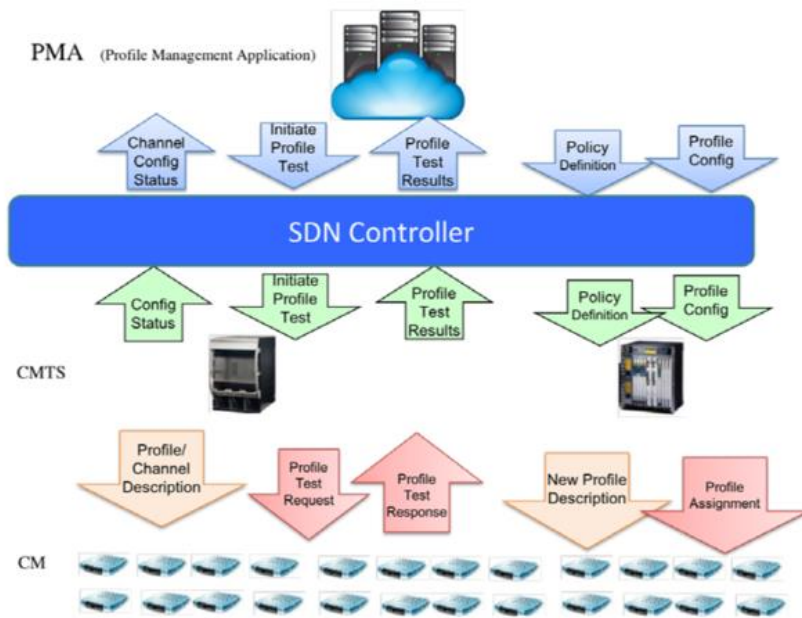 PMA (Profile Management Application)
Channel
Config
Status
Initiate
Profile
Test
Profile
Test
Results
Policy
Definition
Profile
Config
SDN Controller
Config
Status
Initiate
Profile
Test
Profile
Test
Results
Policy
Definition
Profile
Config
CMTS
Profile/
Channel
Description
Profile
Test
Request
Profile
Test
Response
New Profile
Description
Profile
Assignment
CM